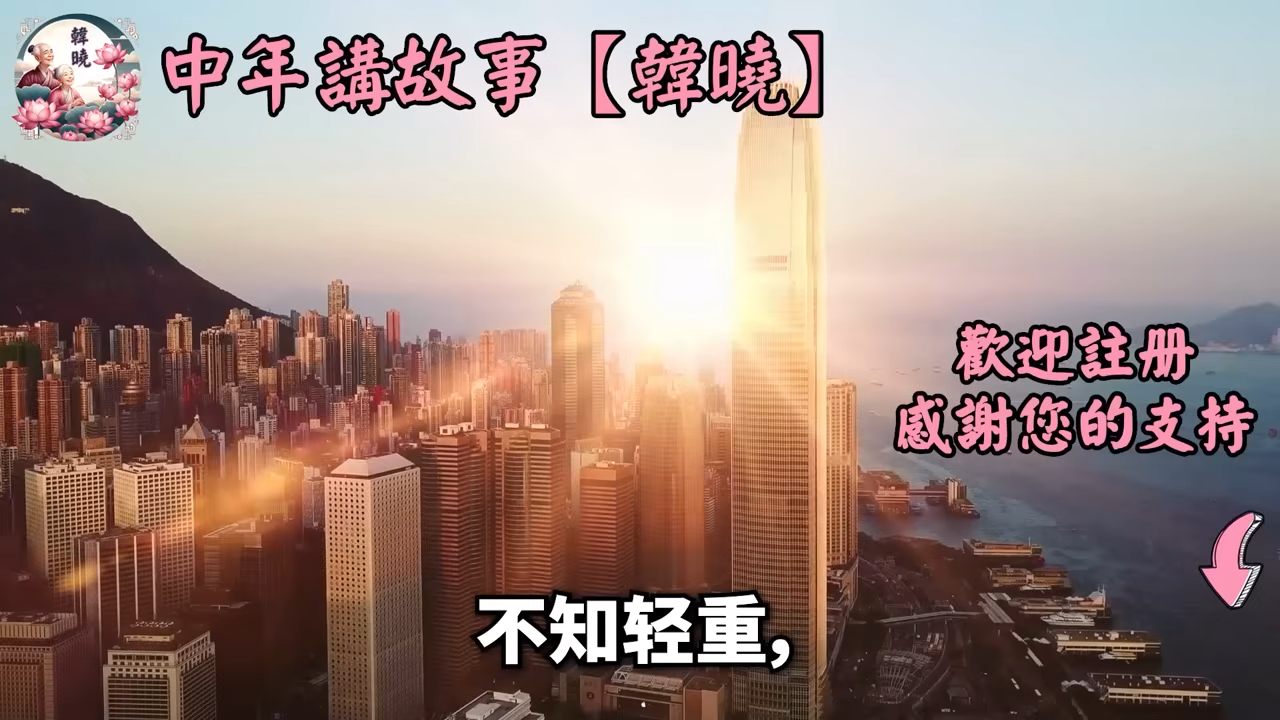 韓曉
中年講故事【韓曉】
歡迎註册
感謝您的支持
不知轻重,